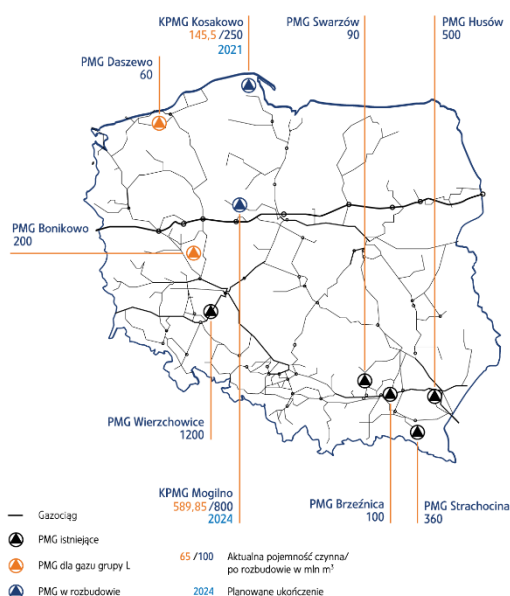 KPMG Kosakowo
145,5 /250
2021
PMG Swarzów
90
PMG Husów
500
PMG Daszewo
60
PMG Bonikowo
200
PMG Wierzchowice
1200
KPMG Mogilno
589,85 /800
2024
PMG Brzeźnica
100
PMG Strachocina
360
Gazociąg
PMG istniejące
PMG dla gazu grupy L
PMG w rozbudowie
65 /100 Aktualna pojemność czynna/
po rozbudowie w mln m³
2024 Planowane ukończenie